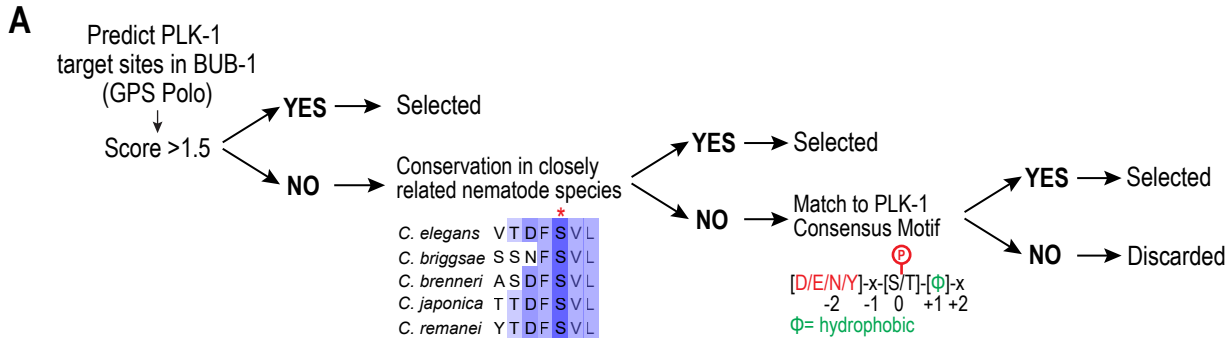 A
Predict PLK-1
target sites in BUB-1
(GPS Polo)
Score >1.5
YES
Selected
NO
Conservation in closely
related nematode species
*
C. elegans V T D F S V L
C. briggsae S S N F S V L
C. brenneri A S D F S V L
C. japonica T T D F S V L
C. remanei Y T D F S V L
YES
Selected
NO
Match to PLK-1
Consensus Motif
P
[D/E/N/Y]-x-[S/T]-[Φ]-x
-2 -1 0 +1 +2
Φ= hydrophobic
YES
Selected
NO
Discarded